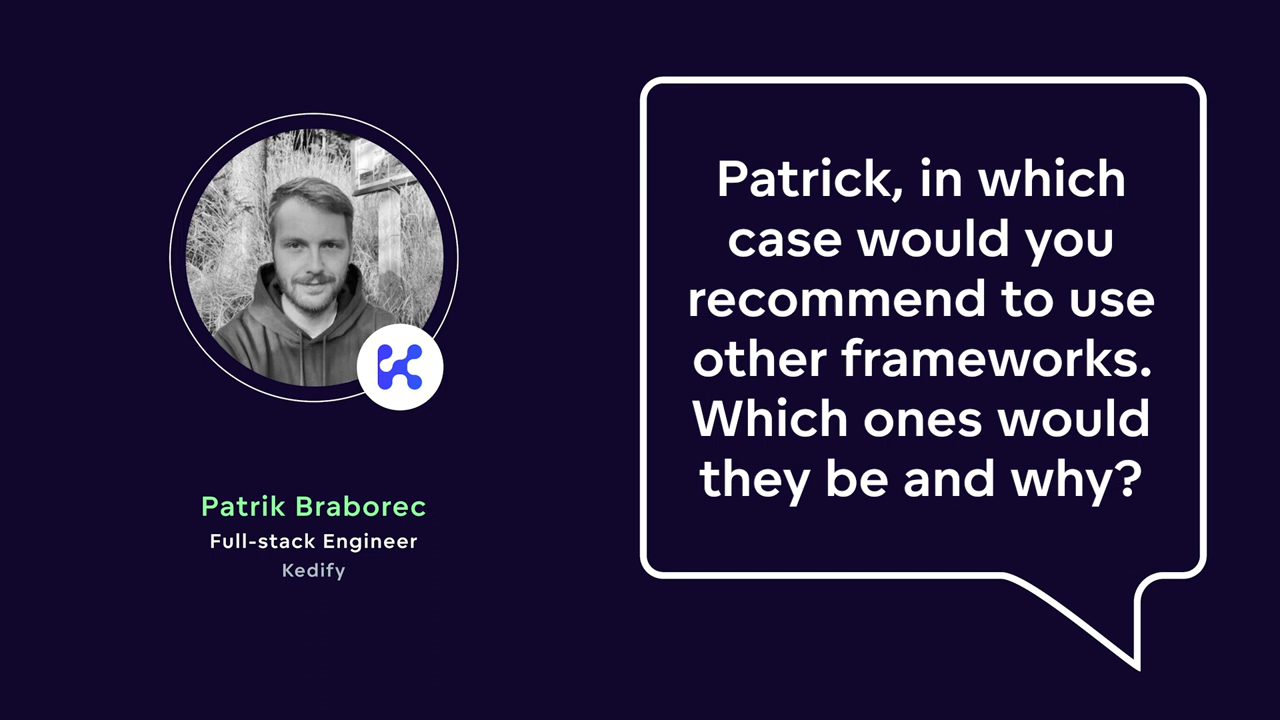 Patrick, in which
case would you
recommend to use
other frameworks.
Which ones would
they be and why?
Patrik Braborec
Full-stack Engineer
Kedify